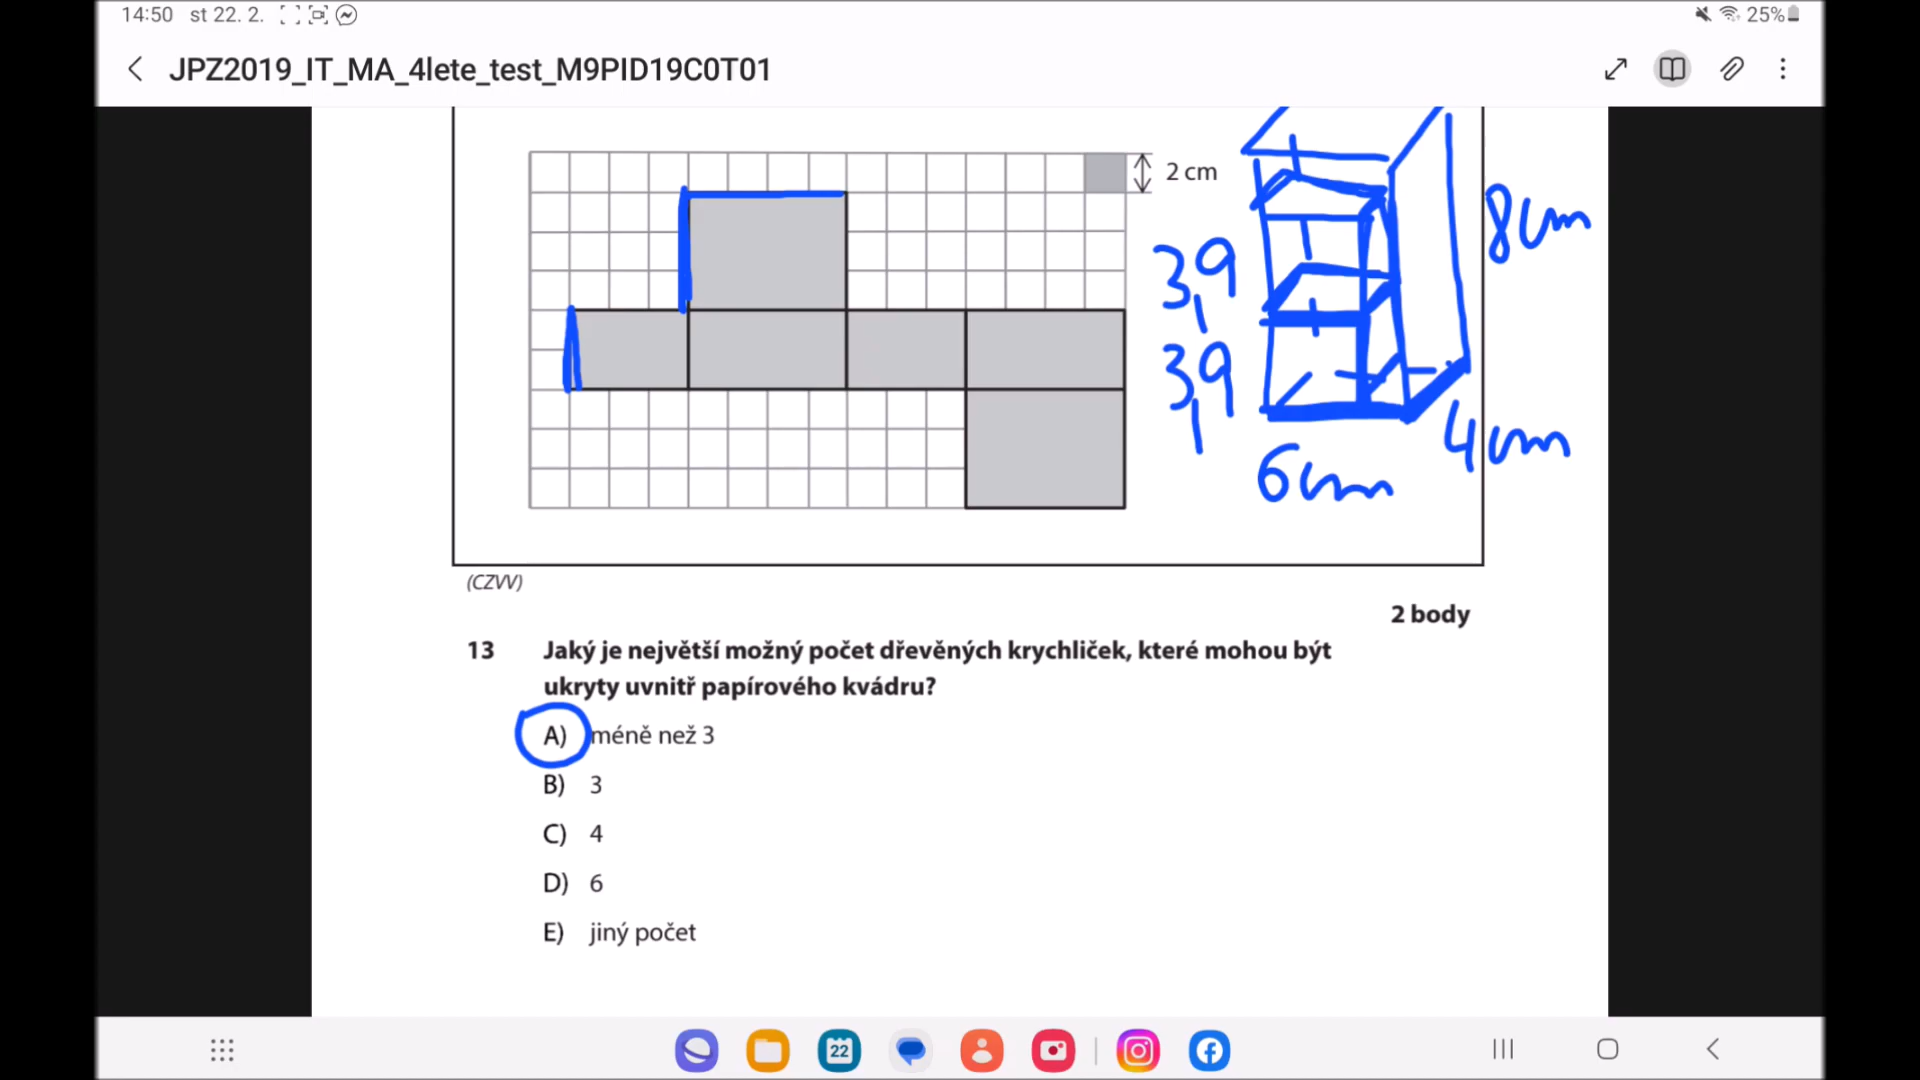 14:50 st 22. 2.
25%
JPZ2019_IT_MA_4lete_test_M9PID19C0T01
2 cm
8cm
3,9
3,9
4cm
6cm
(CZVV)
2 body
13 Jaký je největší možný počet dřevěných krychliček, které mohou být
ukryty uvnitř papírového kvádru?
A) méně než 3
B) 3
C) 4
D) 6
E) jiný počet
22